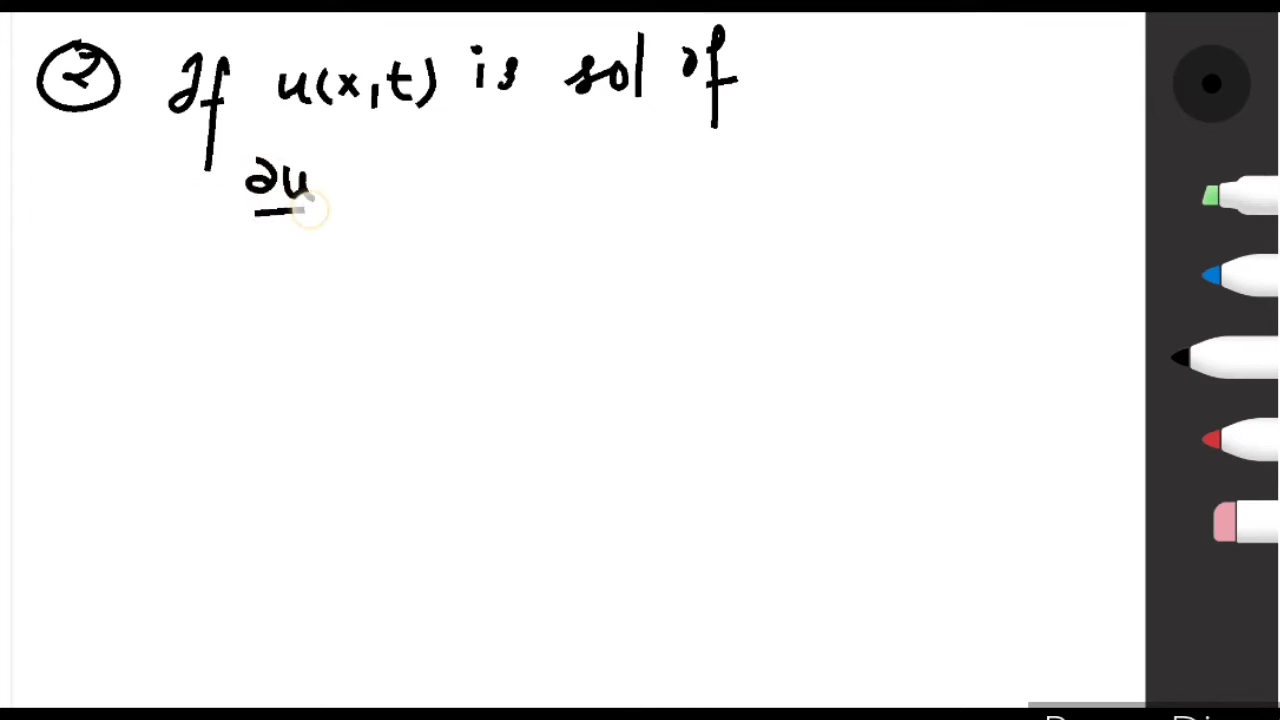 ② If u(x,t) is sol of
∂u